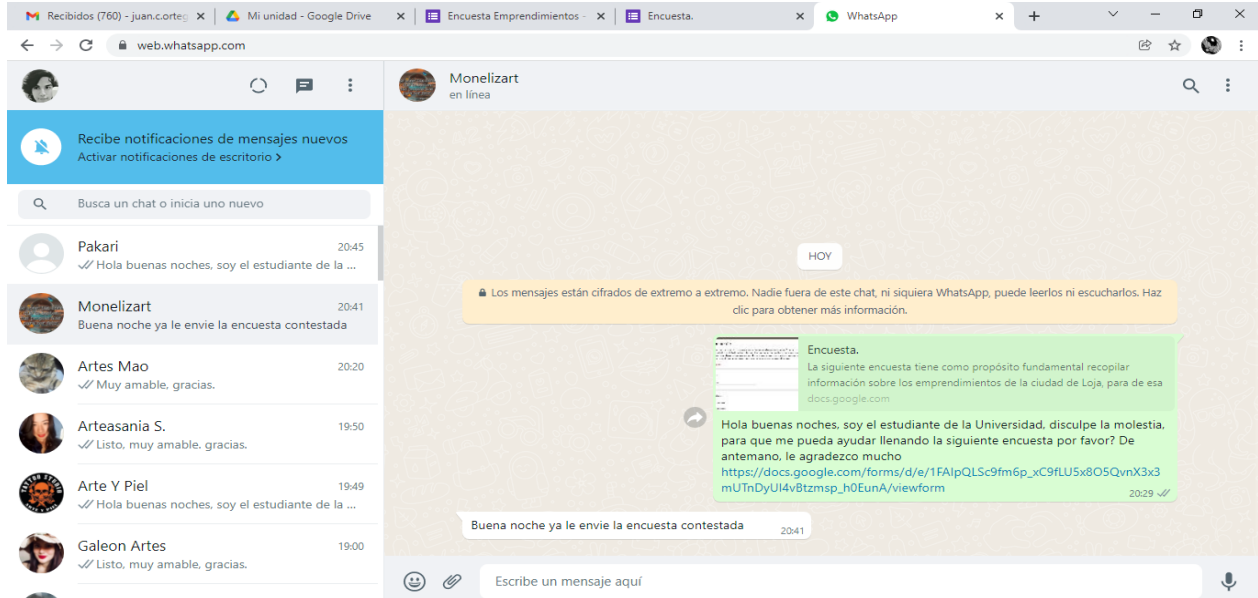 Recibidos (760) - juan.c.orteg
Mi unidad - Google Drive
Encuesta Emprendimientos -
Encuesta.
WhatsApp
web.whatsapp.com
Monelizart
en línea
Recibe notificaciones de mensajes nuevos
Activar notificaciones de escritorio >
Busca un chat o inicia uno nuevo
Pakari 20:45
Hola buenas noches, soy el estudiante de la ...
Monelizart 20:41
Buena noche ya le envie la encuesta contestada
Artes Mao 20:20
Muy amable, gracias.
Arteasania S. 19:50
Listo, muy amable. gracias.
Arte Y Piel 19:49
Hola buenas noches, soy el estudiante de la ...
Galeon Artes 19:00
Listo, muy amable, gracias.
HOY
Los mensajes están cifrados de extremo a extremo. Nadie fuera de este chat, ni siquiera WhatsApp, puede leerlos ni escucharlos. Haz
clic para obtener más información.
Encuesta.
La siguiente encuesta tiene como propósito fundamental recopilar
información sobre los emprendimientos de la ciudad de Loja, para de esa
docs.google.com
Hola buenas noches, soy el estudiante de la Universidad, disculpe la molestia,
para que me pueda ayudar llenando la siguiente encuesta por favor? De
antemano, le agradezco mucho
https://docs.google.com/forms/d/e/1FAIpQLSc9fm6p_xC9fLU5x8O5QvnX3x3
mUTnDyUI4vBtzmsp_h0EunA/viewform
20:29
Buena noche ya le envie la encuesta contestada
20:41
Escribe un mensaje aquí